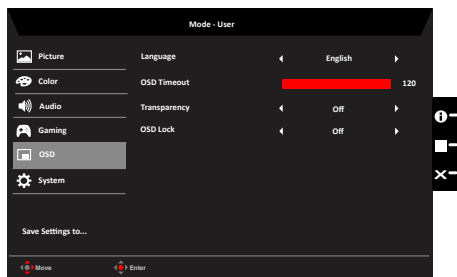 Mode - User
Picture
Language
English
Color
OSD Timeout
120
Audio
Transparency
Off
Gaming
OSD Lock
Off
OSD
System
Save Settings to...
Move
Enter